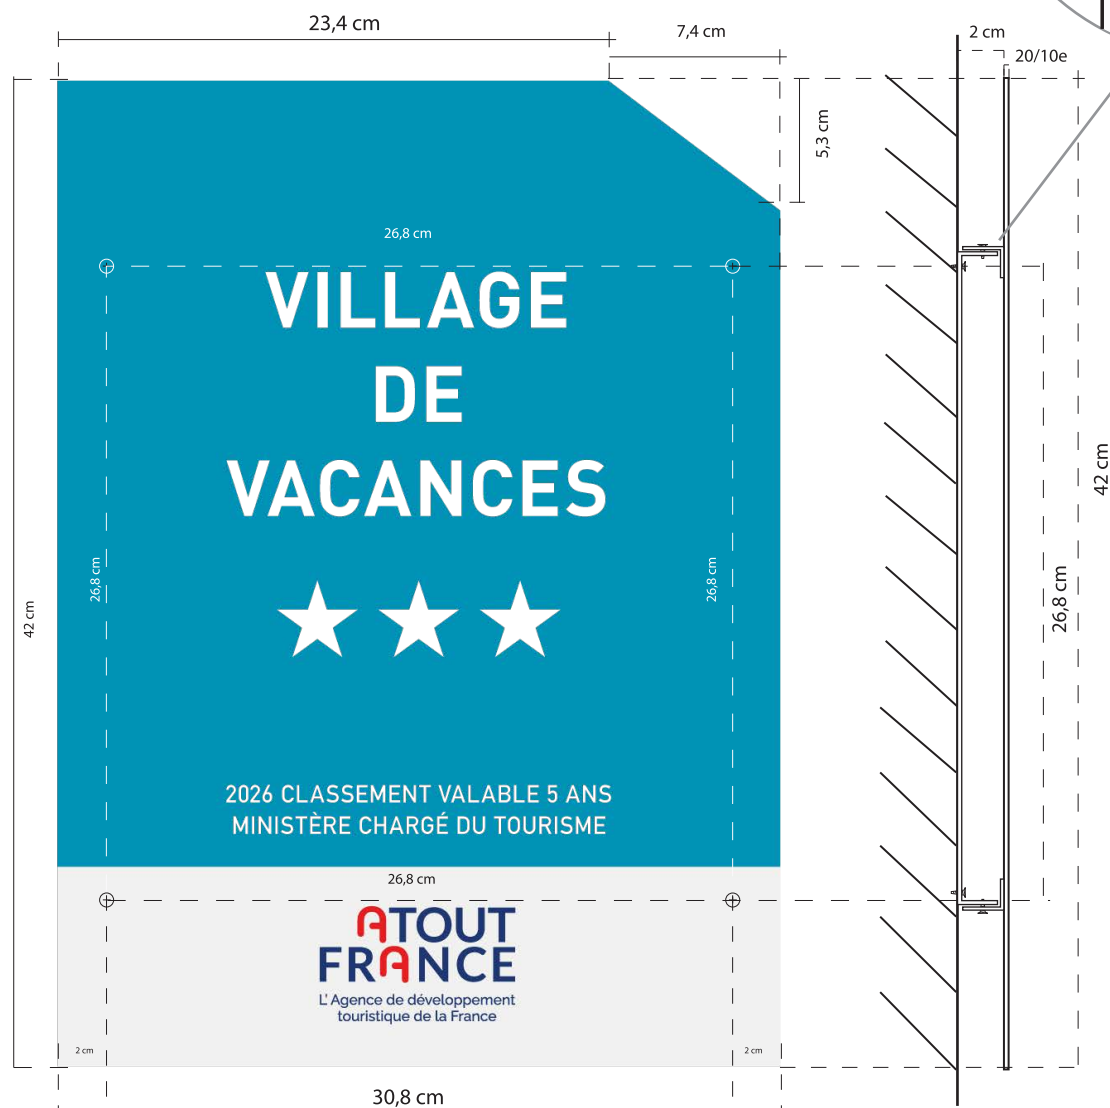 23,4 cm
7,4 cm
2 cm
20/10e
5,3 cm
26,8 cm
VILLAGE
DE
VACANCES
26,8 cm
26,8 cm
42 cm
42 cm
26,8 cm
2026 CLASSEMENT VALABLE 5 ANS
MINISTÈRE CHARGÉ DU TOURISME
26,8 cm
ATOUT
FRANCE
L'Agence de développement
touristique de la France
2 cm
2 cm
30,8 cm